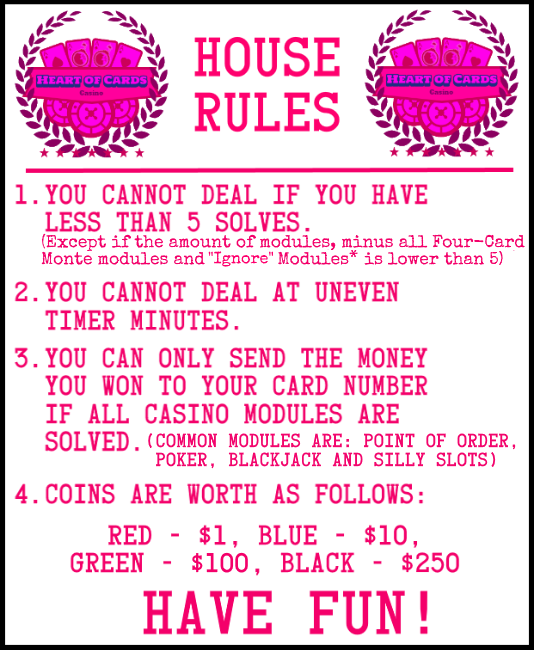 HEART OF CARDS
Casino
HOUSE
RULES
HEART OF CARDS
Casino
1. YOU CANNOT DEAL IF YOU HAVE
LESS THAN 5 SOLVES.
(Except if the amount of modules, minus all Four-Card
Monte modules and "Ignore" Modules* is lower than 5)
2. YOU CANNOT DEAL AT UNEVEN
TIMER MINUTES.
3. YOU CAN ONLY SEND THE MONEY
YOU WON TO YOUR CARD NUMBER
IF ALL CASINO MODULES ARE
SOLVED. (COMMON MODULES ARE: POINT OF ORDER,
POKER, BLACKJACK AND SILLY SLOTS)
4. COINS ARE WORTH AS FOLLOWS:
RED - $1, BLUE - $10,
GREEN - $100, BLACK - $250
HAVE FUN!